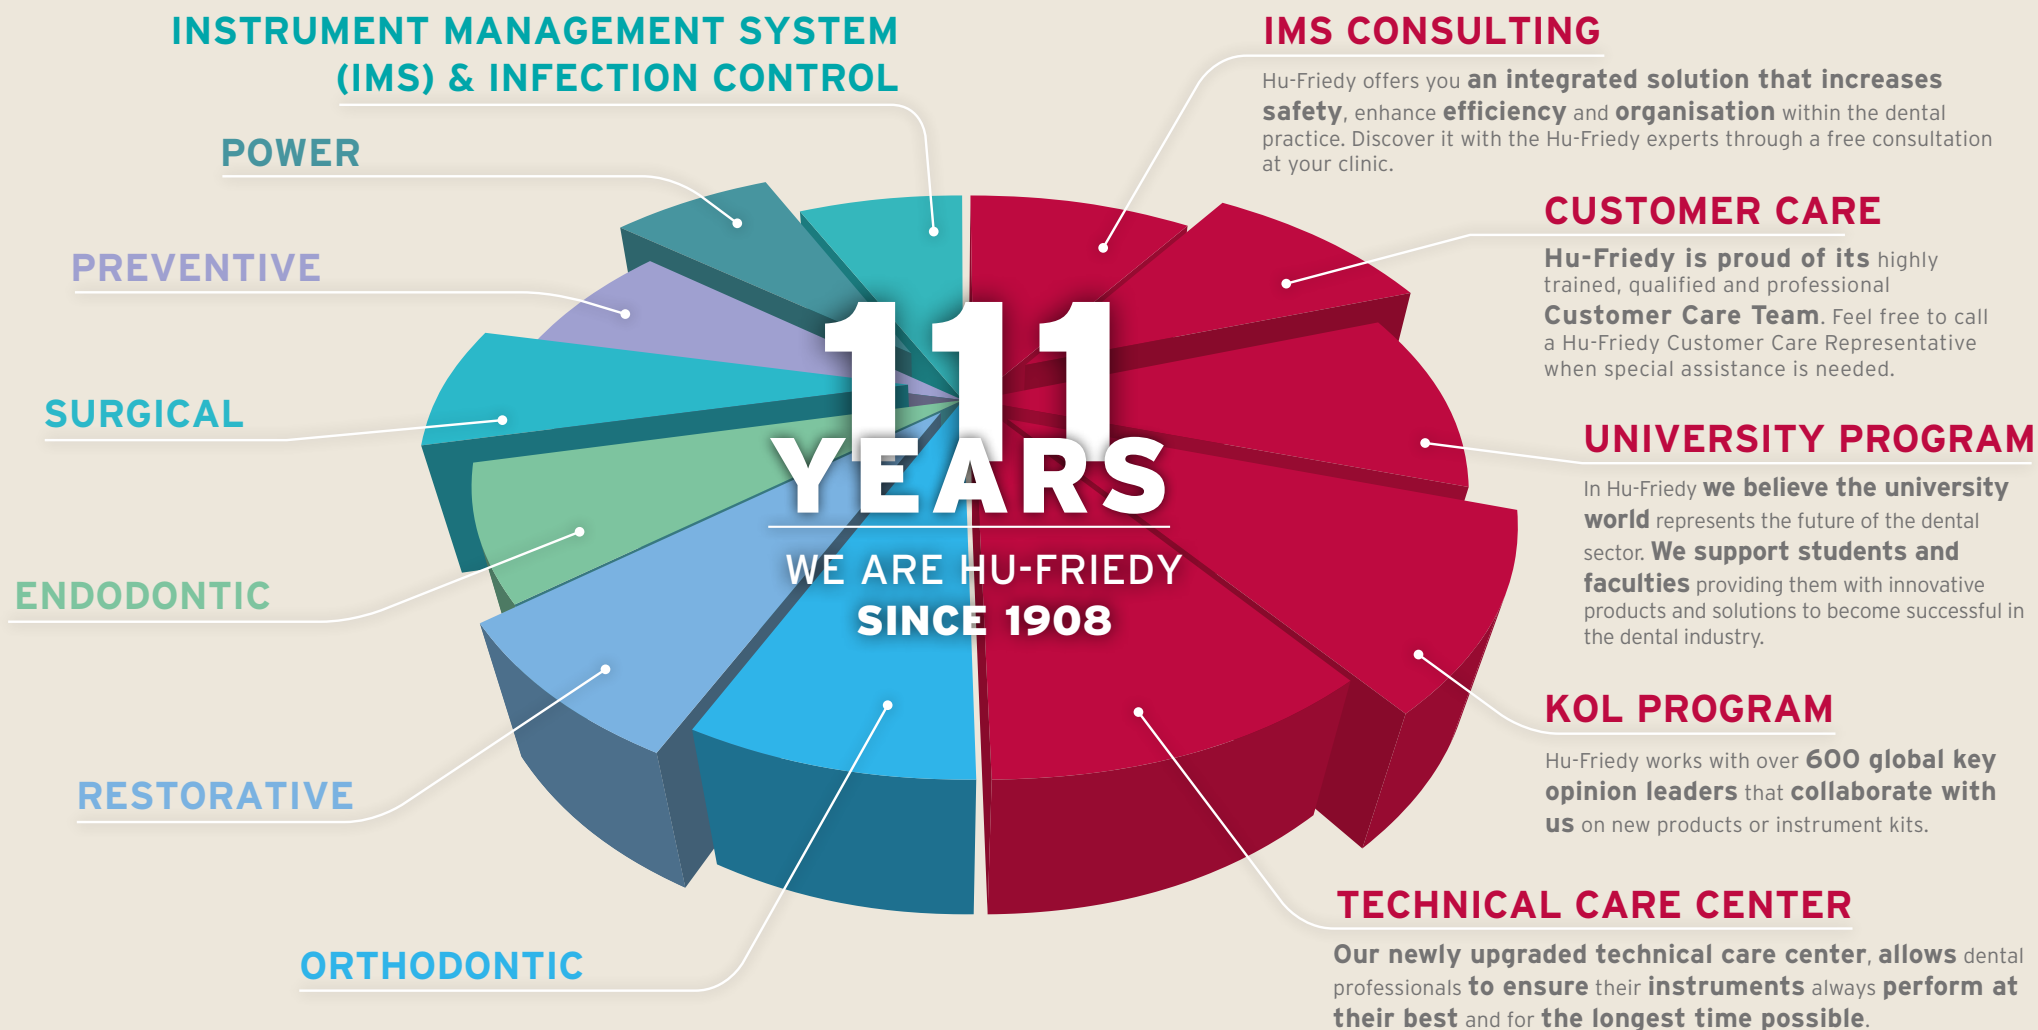 INSTRUMENT MANAGEMENT SYSTEM
(IMS) & INFECTION CONTROL
POWER
PREVENTIVE
SURGICAL
ENDODONTIC
RESTORATIVE
ORTHODONTIC
111
YEARS
WE ARE HU-FRIEDY
SINCE 1908
IMS CONSULTING
Hu-Friedy offers you an integrated solution that increases
safety, enhance efficiency and organisation within the dental
practice. Discover it with the Hu-Friedy experts through a free consultation
at your clinic.
CUSTOMER CARE
Hu-Friedy is proud of its highly
trained, qualified and professional
Customer Care Team. Feel free to call
a Hu-Friedy Customer Care Representative
when special assistance is needed.
UNIVERSITY PROGRAM
In Hu-Friedy we believe the university
world represents the future of the dental
sector. We support students and
faculties providing them with innovative
products and solutions to become successful in
the dental industry.
KOL PROGRAM
Hu-Friedy works with over 600 global key
opinion leaders that collaborate with
us on new products or instrument kits.
TECHNICAL CARE CENTER
Our newly upgraded technical care center, allows dental
professionals to ensure their instruments always perform at
their best and for the longest time possible.